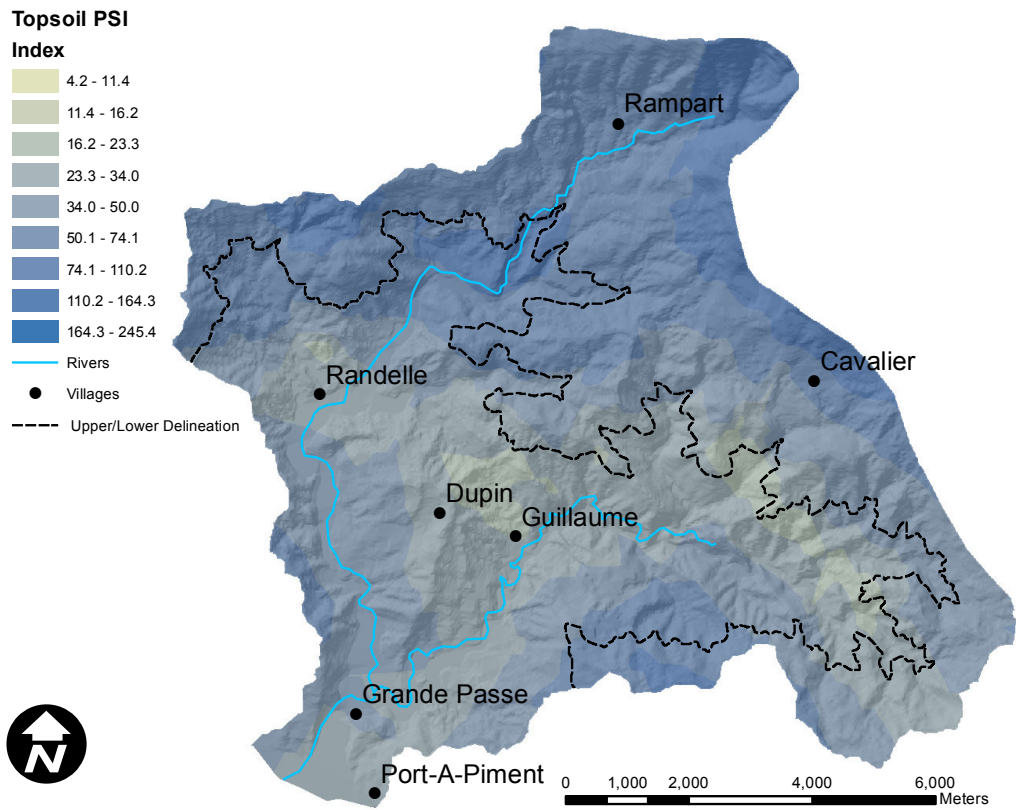 Topsoil PSI
Index
4.2 - 11.4
11.4 - 16.2
16.2 - 23.3
23.3 - 34.0
34.0 - 50.0
50.1 - 74.1
74.1 - 110.2
110.2 - 164.3
164.3 - 245.4
Rivers
Villages
Upper/Lower Delineation
Rampart
Cavalier
Randelle
Dupin
Guillaume
Grande Passe
Port-A-Piment
N
0 1,000 2,000 4,000 6,000
Meters